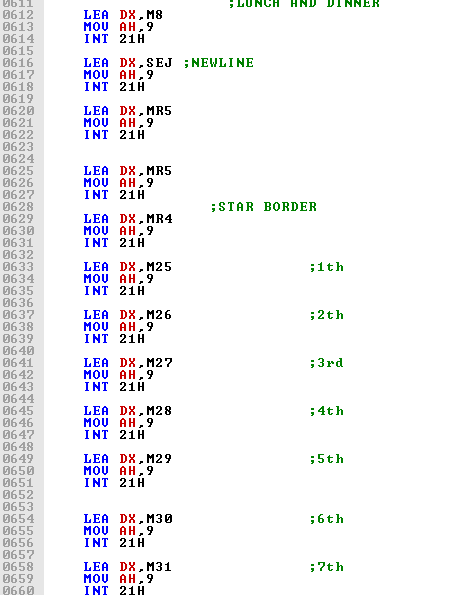 0611 ;LUNCH AND DINNER
0612 LEA DX,M8
0613 MOV AH,9
0614 INT 21H
0615
0616 LEA DX,SEJ ;NEWLINE
0617 MOV AH,9
0618 INT 21H
0619
0620 LEA DX,MR5
0621 MOV AH,9
0622 INT 21H
0623
0624
0625 LEA DX,MR5
0626 MOV AH,9
0627 INT 21H
0628 ;STAR BORDER
0629 LEA DX,MR4
0630 MOV AH,9
0631 INT 21H
0632
0633 LEA DX,M25 ;1th
0634 MOV AH,9
0635 INT 21H
0636
0637 LEA DX,M26 ;2th
0638 MOV AH,9
0639 INT 21H
0640
0641 LEA DX,M27 ;3rd
0642 MOV AH,9
0643 INT 21H
0644
0645 LEA DX,M28 ;4th
0646 MOV AH,9
0647 INT 21H
0648
0649 LEA DX,M29 ;5th
0650 MOV AH,9
0651 INT 21H
0652
0653
0654 LEA DX,M30 ;6th
0655 MOV AH,9
0656 INT 21H
0657
0658 LEA DX,M31 ;7th
0659 MOV AH,9
0660 INT 21H